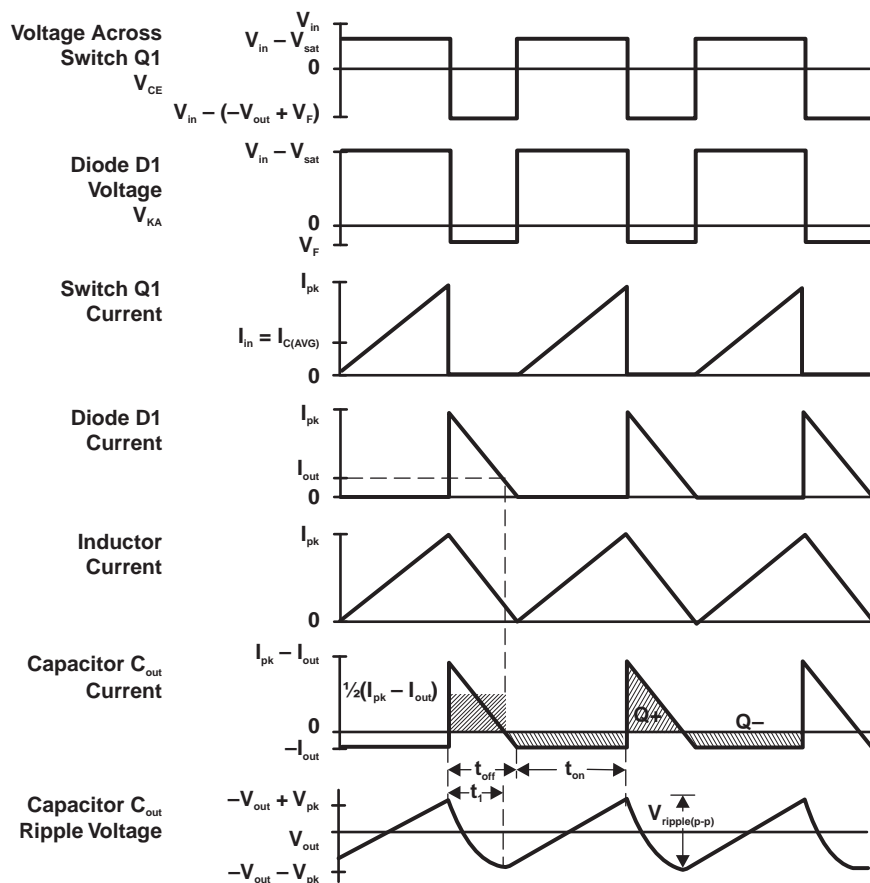 Voltage Across
Switch Q1
V_CE
V_in
V_in – V_sat
0
V_in – (–V_out + V_F)
Diode D1
Voltage
V_KA
V_in – V_sat
0
V_F
Switch Q1
Current
I_pk
I_in = I_C(AVG)
0
Diode D1
Current
I_pk
I_out
0
Inductor
Current
I_pk
0
Capacitor C_out
Current
I_pk – I_out
½(I_pk – I_out)
0
–I_out
Q+
Q–
t_off
t_on
t_1
Capacitor C_out
Ripple Voltage
–V_out + V_pk
V_out
–V_out – V_pk
V_ripple(p-p)